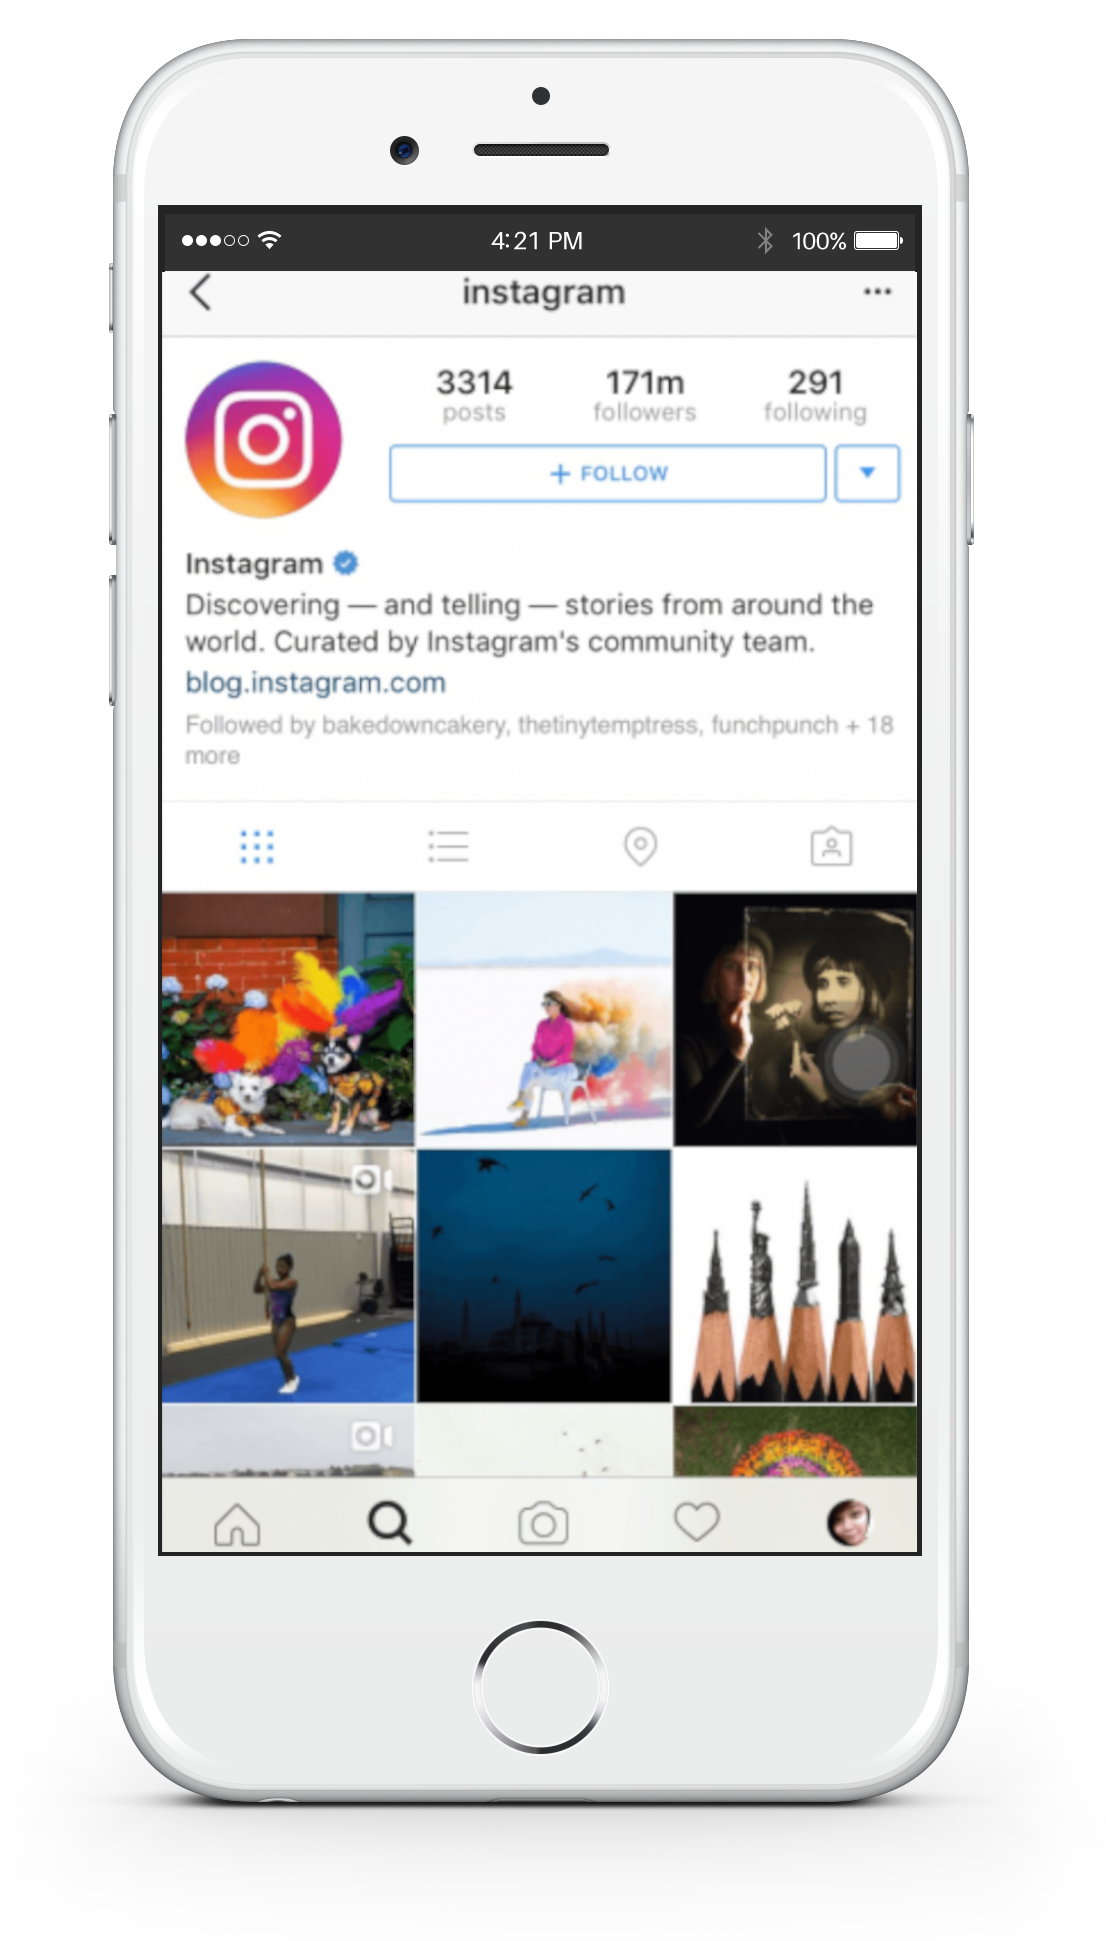 4:21 PM 100%
instagram
3314 171m 291
posts followers following
+ FOLLOW
Instagram
Discovering — and telling — stories from around the
world. Curated by Instagram's community team.
blog.instagram.com
Followed by bakedowncakery, thetinytemptress, funchpunch + 18
more